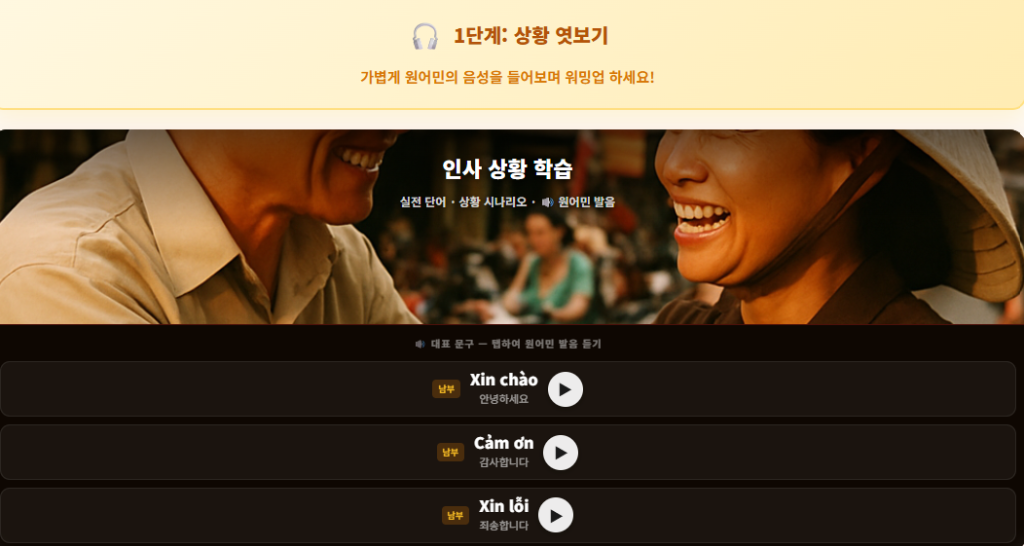 1단계: 상황 엿보기
가볍게 원어민의 음성을 들어보며 워밍업 하세요!
인사 상황 학습
실전 단어 • 상황 시나리오 • 🔊 원어민 발음
🔊 대표 문구 — 탭하여 원어민 발음 듣기
남부 Xin chào
안녕하세요
남부 Cảm ơn
감사합니다
남부 Xin lỗi
죄송합니다